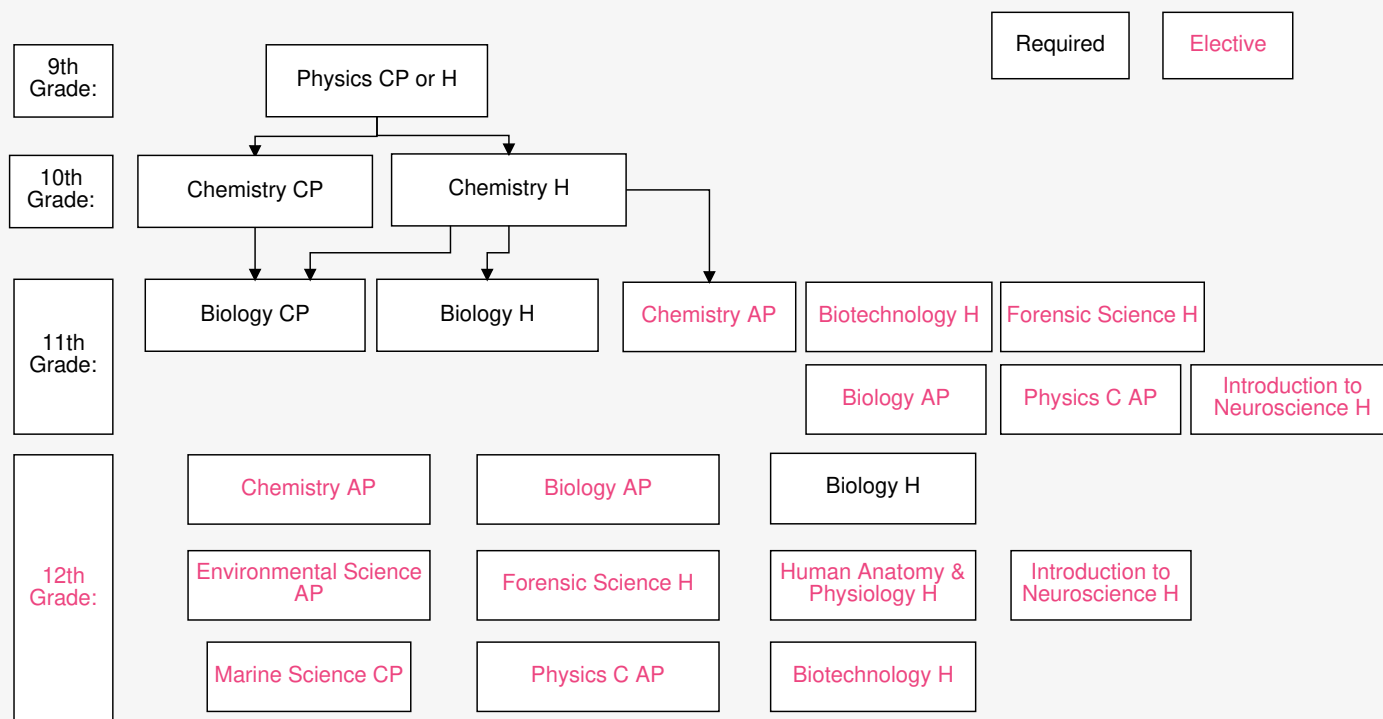 Required
Elective
9th
Grade:
Physics CP or H
10th
Grade:
Chemistry CP
Chemistry H
11th
Grade:
Biology CP
Biology H
Chemistry AP
Biotechnology H
Forensic Science H
Biology AP
Physics C AP
Introduction to
Neuroscience H
12th
Grade:
Chemistry AP
Biology AP
Biology H
Environmental Science
AP
Forensic Science H
Human Anatomy &
Physiology H
Introduction to
Neuroscience H
Marine Science CP
Physics C AP
Biotechnology H